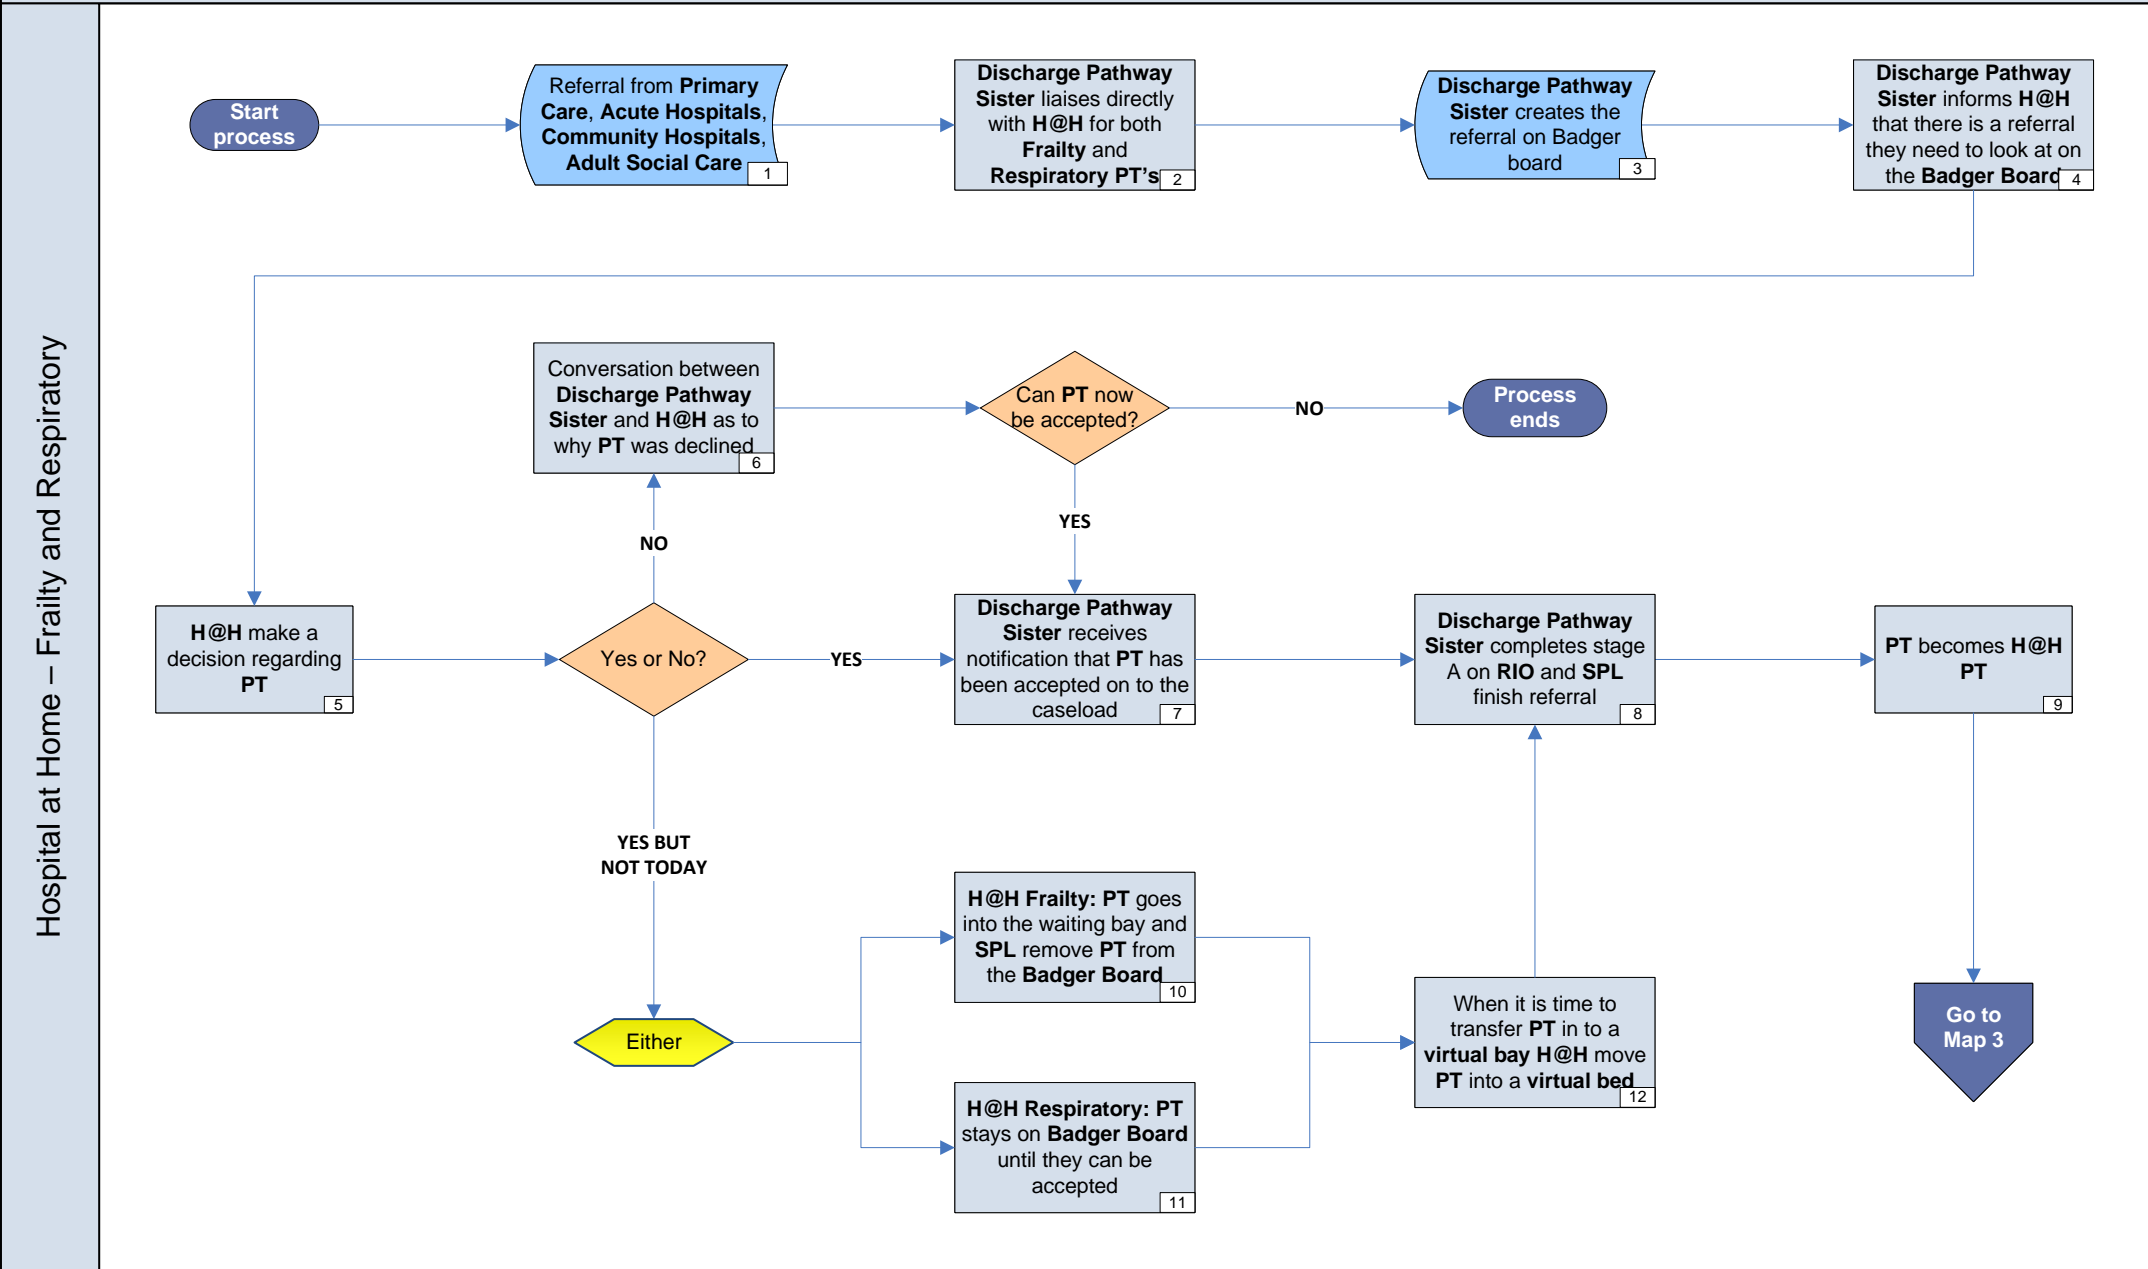 Hospital at Home – Frailty and Respiratory
Start
process
Referral from Primary
Care, Acute Hospitals,
Community Hospitals,
Adult Social Care
1
Discharge Pathway
Sister liaises directly
with H@H for both
Frailty and
Respiratory PT's
2
Discharge Pathway
Sister creates the
referral on Badger
board
3
Discharge Pathway
Sister informs H@H
that there is a referral
they need to look at on
the Badger Board
4
Conversation between
Discharge Pathway
Sister and H@H as to
why PT was declined
6
Can PT now
be accepted?
NO
Process
ends
NO
YES
H@H make a
decision regarding
PT
5
Yes or No?
YES
Discharge Pathway
Sister receives
notification that PT has
been accepted on to the
caseload
7
Discharge Pathway
Sister completes stage
A on RIO and SPL
finish referral
8
PT becomes H@H
PT
9
YES BUT
NOT TODAY
Either
H@H Frailty: PT goes
into the waiting bay and
SPL remove PT from
the Badger Board
10
H@H Respiratory: PT
stays on Badger Board
until they can be
accepted
11
When it is time to
transfer PT in to a
virtual bay H@H move
PT into a virtual bed
12
Go to
Map 3